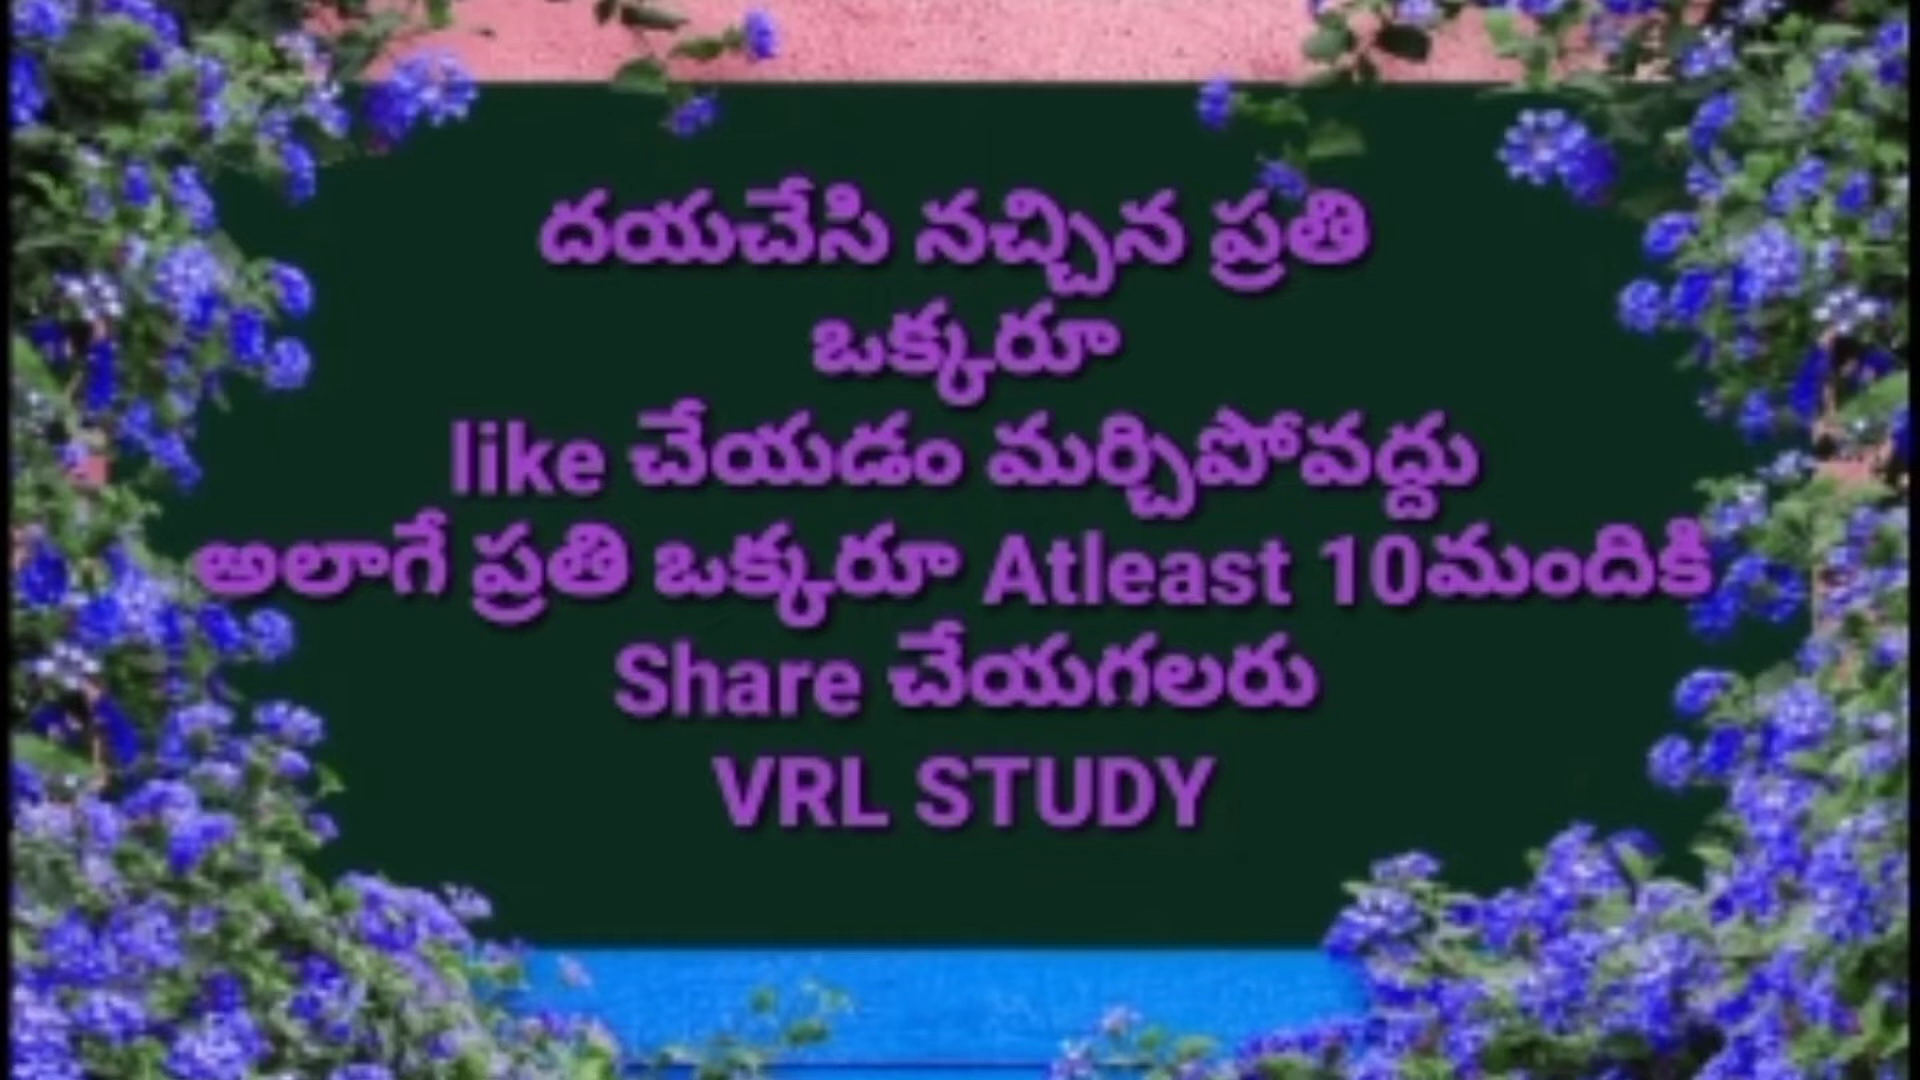 దయచేసి నచ్చిన ప్రతి
ఒక్కరూ
like చేయడం మర్చిపోవద్దు
అలాగే ప్రతి ఒక్కరూ Atleast 10మందికి
Share చేయగలరు
VRL STUDY